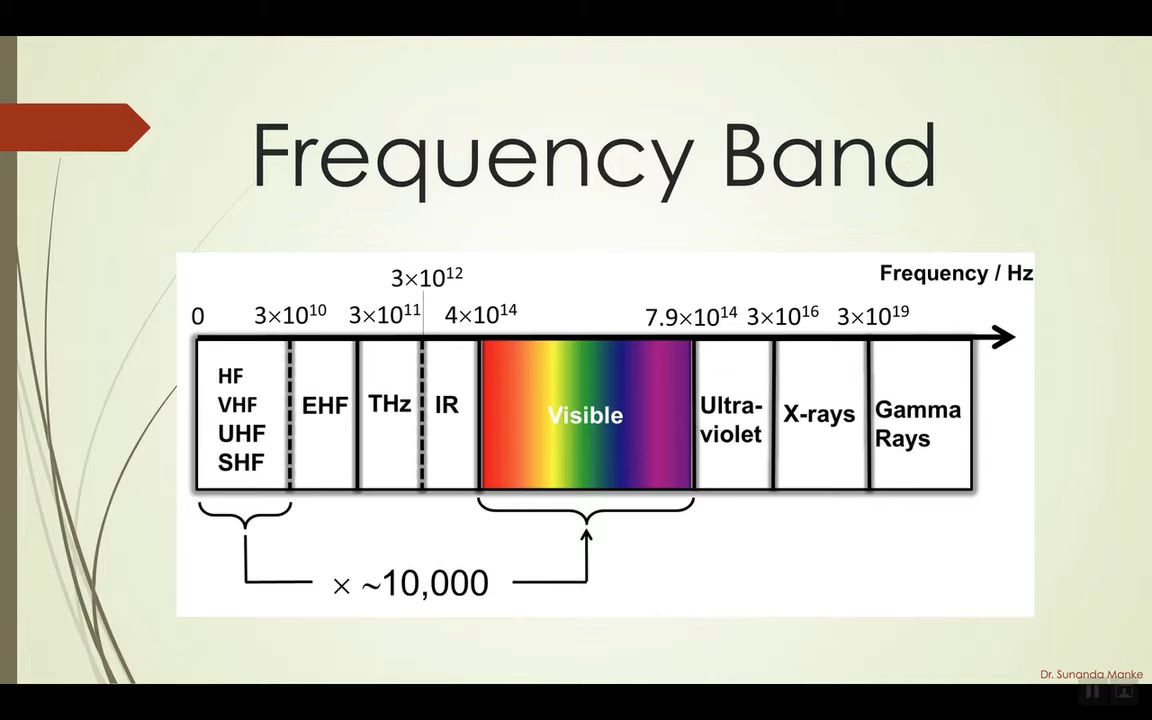 Frequency Band
Frequency / Hz
3×10¹²
0 3×10¹⁰ 3×10¹¹ 4×10¹⁴ 7.9×10¹⁴ 3×10¹⁶ 3×10¹⁹
HF
VHF
UHF
SHF
EHF
THz
IR
Visible
Ultra-
violet
X-rays
Gamma
Rays
× ~10,000
Dr. Sunanda Manke